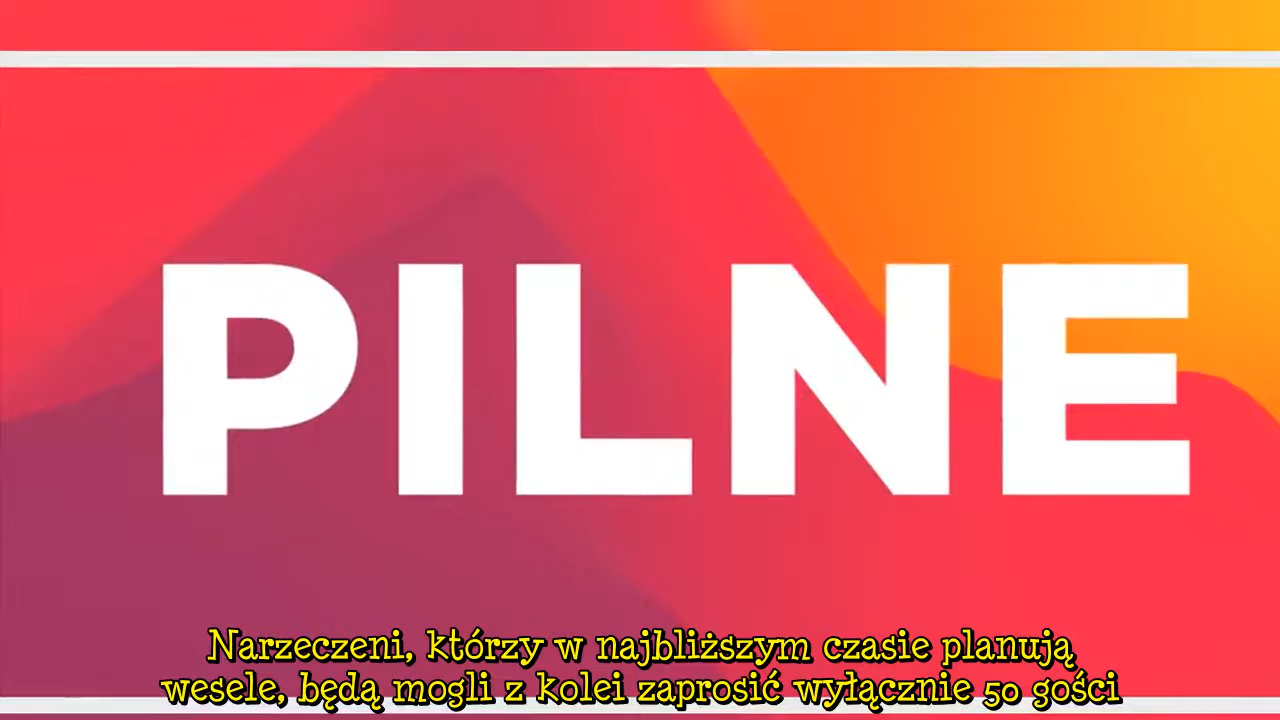 PILNE
Narzeczeni, którzy w najbliższym czasie planują
wesele, będą mogli z kolei zaprosić wyłącznie 50 gości